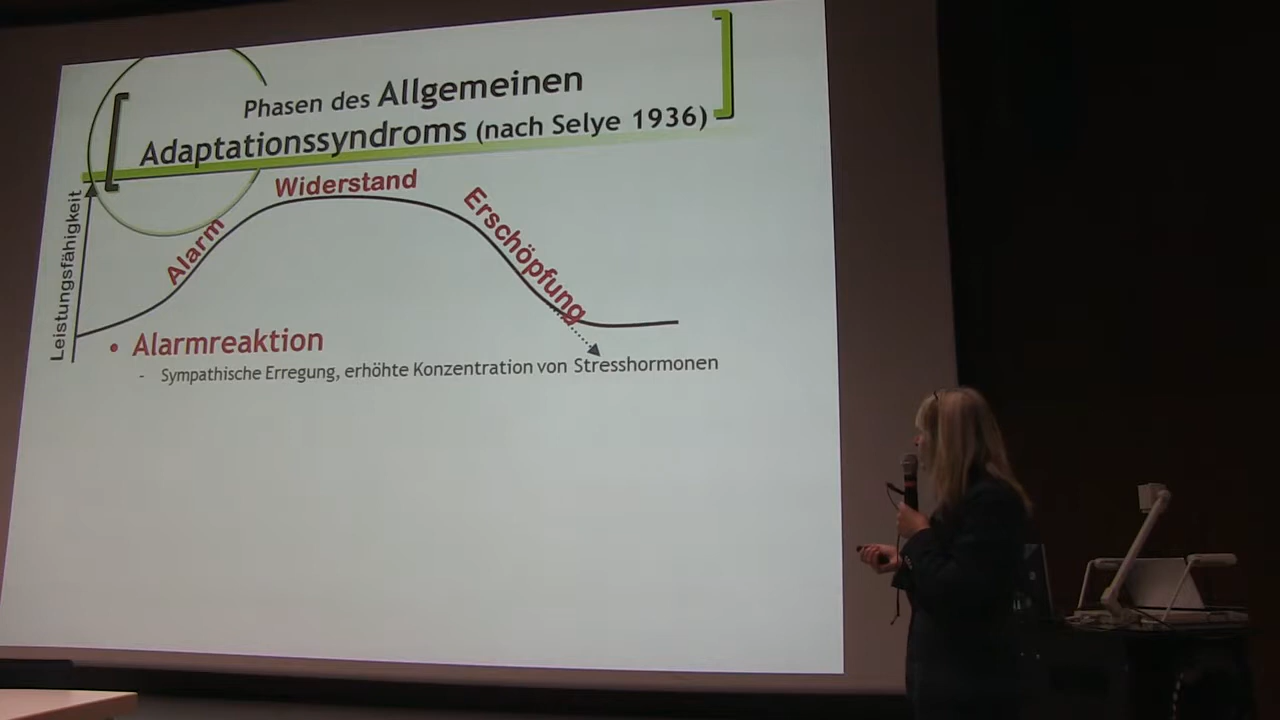 Phasen des Allgemeinen
Adaptationssyndroms (nach Selye 1936)
Leistungsfähigkeit
Alarm
Widerstand
Erschöpfung
• Alarmreaktion
- Sympathische Erregung, erhöhte Konzentration von Stresshormonen